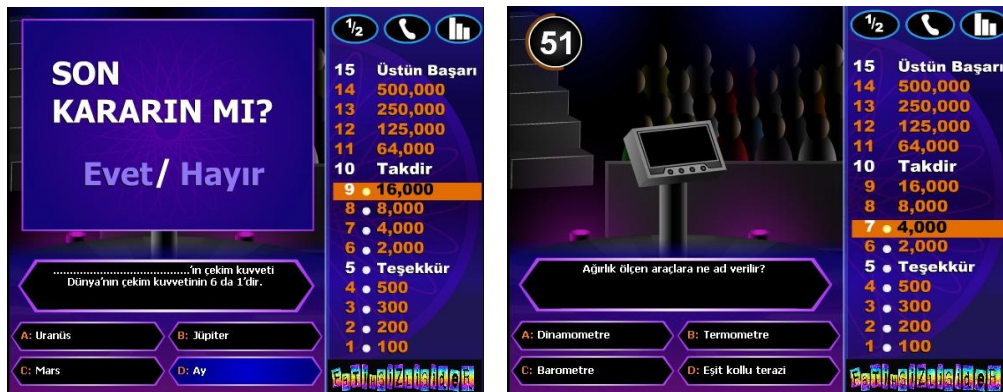 SON
KARARIN MI?
Evet/ Hayır
............................................'ın çekim kuvveti
Dünya'nın çekim kuvvetinin 6 da 1'dir.
A: Uranüs
B: Jüpiter
C: Mars
D: Ay
1/2
15 Üstün Başarı
14 500,000
13 250,000
12 125,000
11 64,000
10 Takdir
9 16,000
8 8,000
7 4,000
6 2,000
5 Teşekkür
4 500
3 300
2 200
1 100
51
Ağırlık ölçen araçlara ne ad verilir?
A: Dinamometre
B: Termometre
C: Barometre
D: Eşit kollu terazi
1/2
15 Üstün Başarı
14 500,000
13 250,000
12 125,000
11 64,000
10 Takdir
9 16,000
8 8,000
7 4,000
6 2,000
5 Teşekkür
4 500
3 300
2 200
1 100